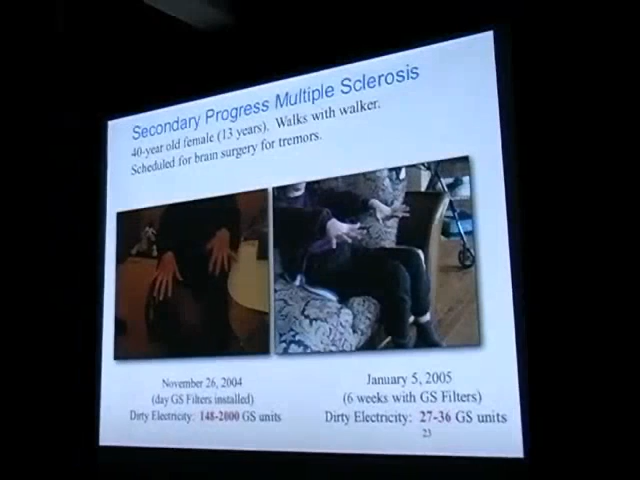 Secondary Progress Multiple Sclerosis
40-year old female (13 years). Walks with walker.
Scheduled for brain surgery for tremors.
November 26, 2004
(day GS Filters installed)
Dirty Electricity: 148-2000 GS units
January 5, 2005
(6 weeks with GS Filters)
Dirty Electricity: 27-36 GS units
23